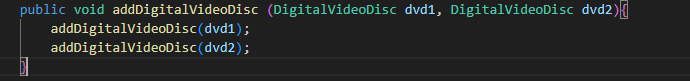 public void addDigitalVideoDisc (DigitalVideoDisc dvd1, DigitalVideoDisc dvd2){
    addDigitalVideoDisc(dvd1);
    addDigitalVideoDisc(dvd2);
}